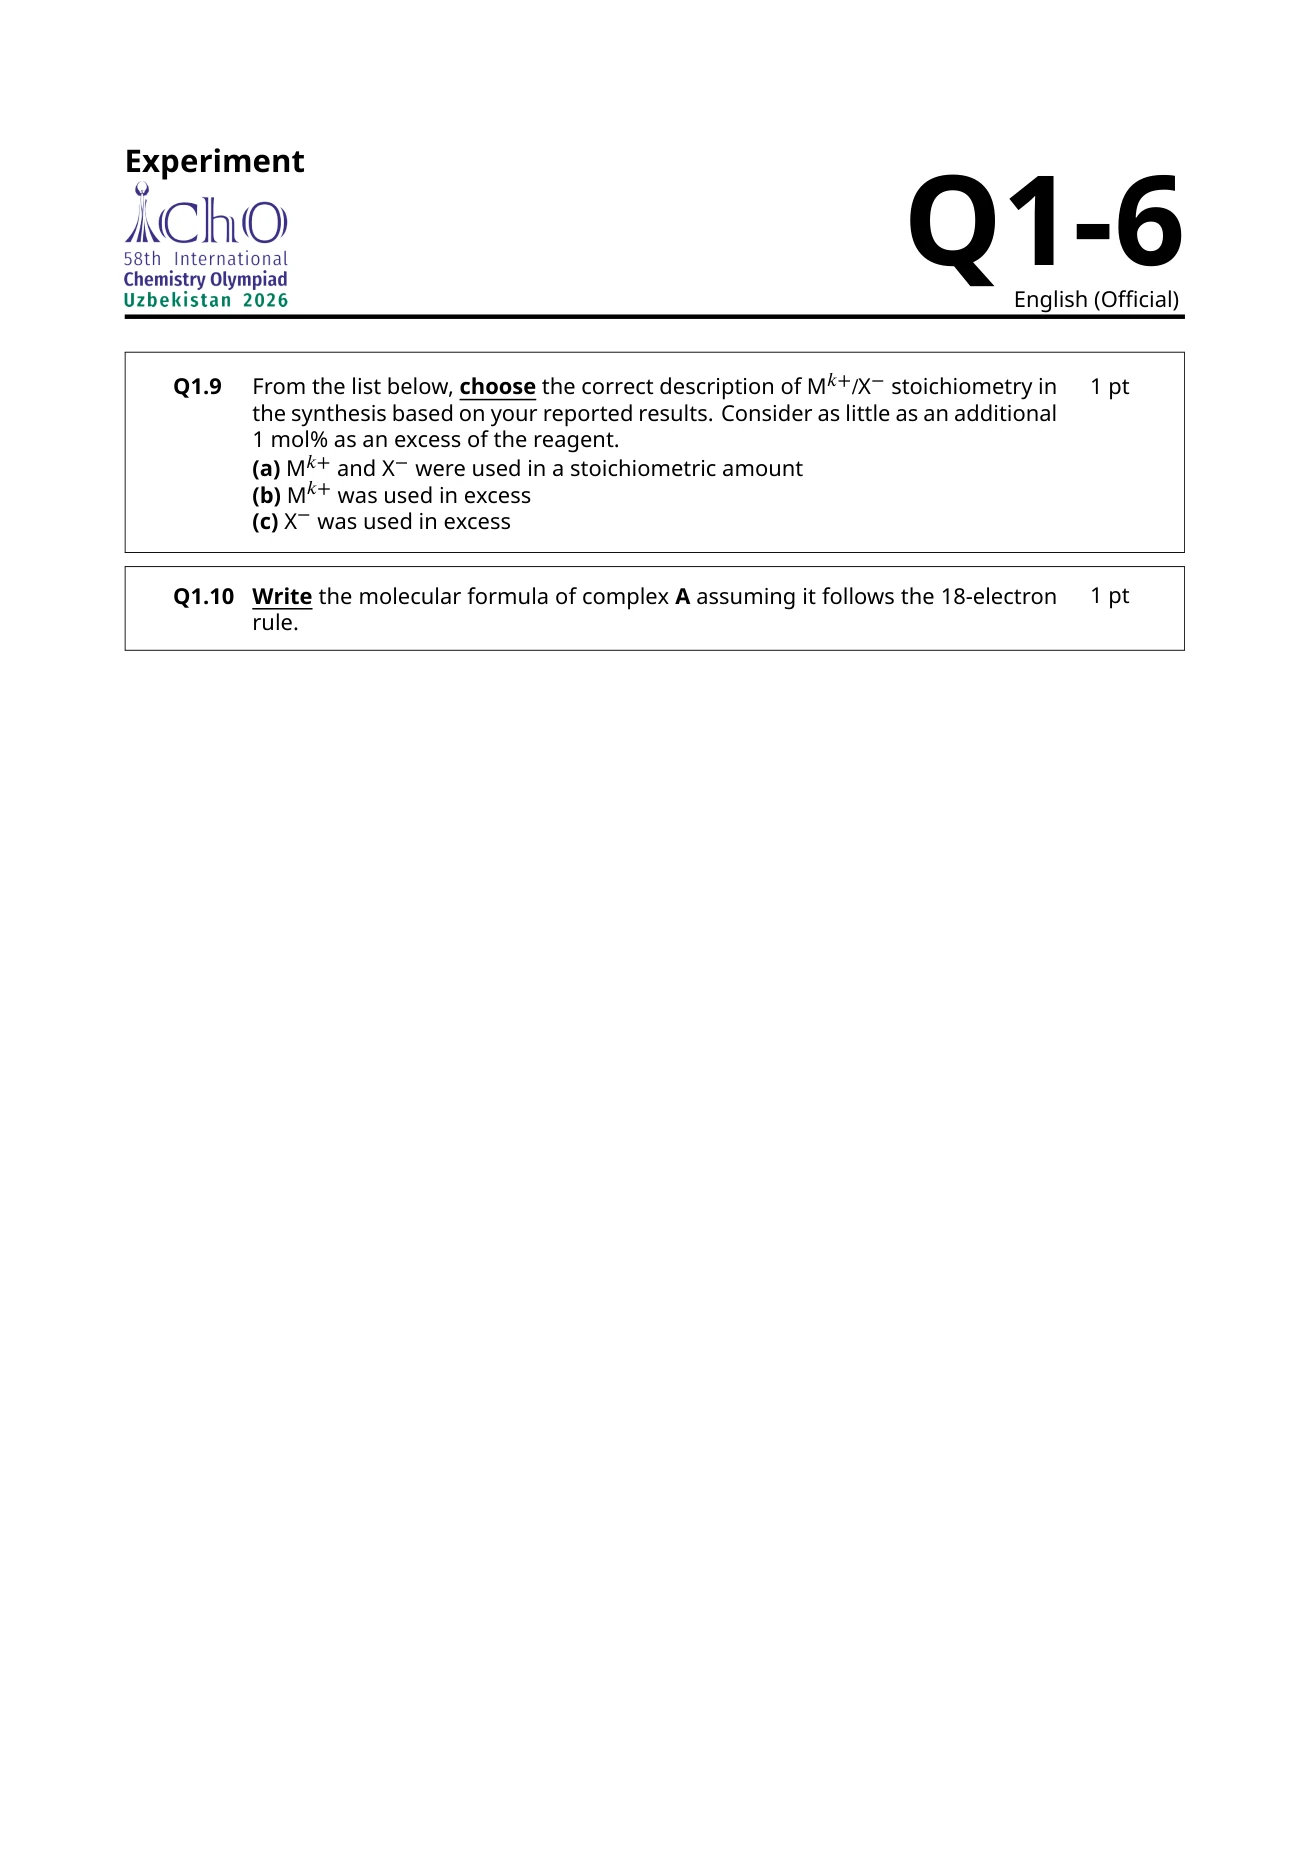 Experiment
IChO
58th International
Chemistry Olympiad
Uzbekistan 2026
Q1-6
English (Official)
Q1.9 From the list below, choose the correct description of M^{k+}/X^− stoichiometry in 1 pt
the synthesis based on your reported results. Consider as little as an additional
1 mol% as an excess of the reagent.
(a) M^{k+} and X^− were used in a stoichiometric amount
(b) M^{k+} was used in excess
(c) X^− was used in excess
Q1.10 Write the molecular formula of complex A assuming it follows the 18-electron 1 pt
rule.